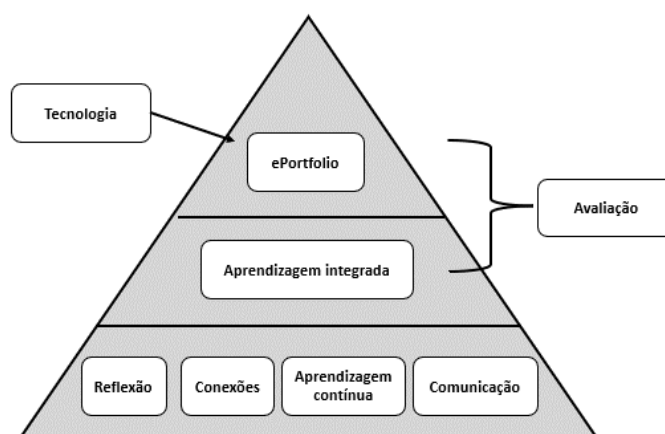 Tecnologia
ePortfolio
Avaliação
Aprendizagem integrada
Reflexão
Conexões
Aprendizagem
contínua
Comunicação